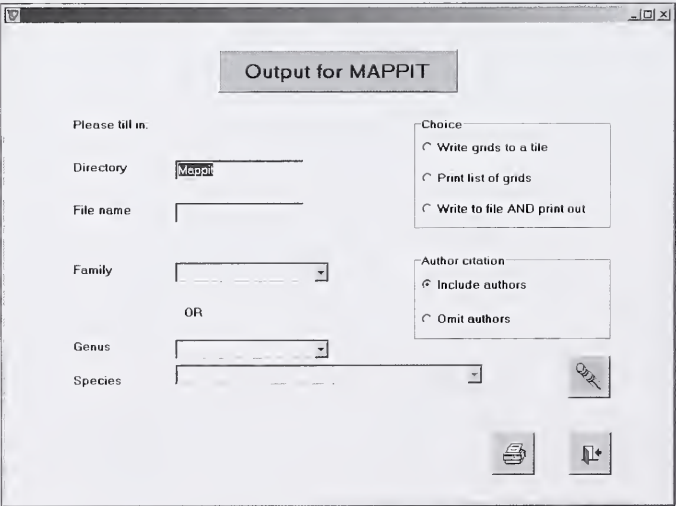 Output for MAPPIT
Please till in:
Directory
Mappit
File name
Family
OR
Genus
Species
Choice
Write grids to a tile
Print list of grids
Write to file AND print out
Author citation
Include authors
Omit authors